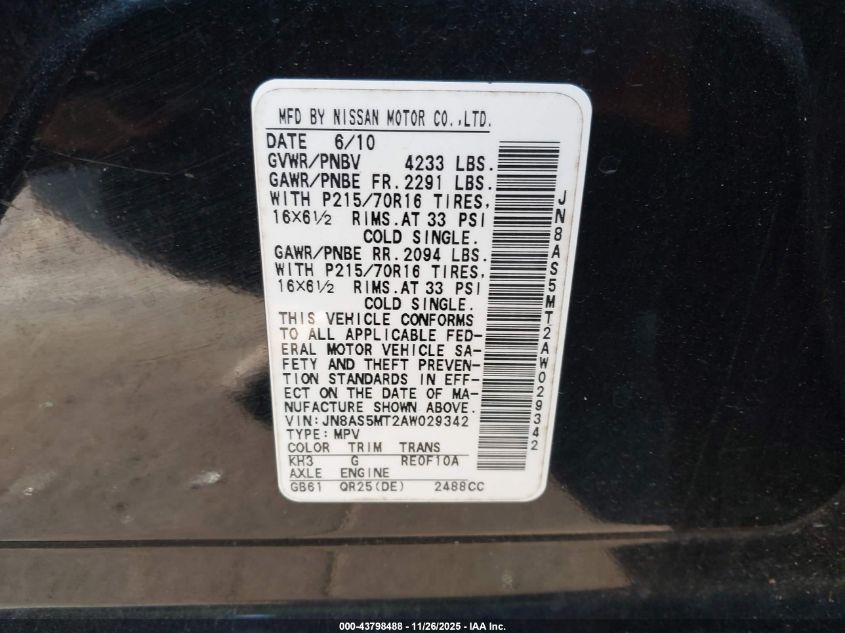 MFD BY NISSAN MOTOR CO.,LTD.
DATE 6/10
GVWR/PNBV 4233 LBS.
GAWR/PNBE FR.2291 LBS.
WITH P215/70R16 TIRES,
16X6½ RIMS.AT 33 PSI
COLD SINGLE.
GAWR/PNBE RR.2094 LBS.
WITH P215/70R16 TIRES,
16X6½ RIMS.AT 33 PSI
COLD SINGLE.
THIS VEHICLE CONFORMS
TO ALL APPLICABLE FED-
ERAL MOTOR VEHICLE SA-
FETY AND THEFT PREVEN-
TION STANDARDS IN EFF-
ECT ON THE DATE OF MA-
NUFACTURE SHOWN ABOVE.
VIN:JN8AS5MT2AW029342
TYPE:MPV
COLOR TRIM TRANS
KH3 G RE0F10A
AXLE ENGINE
GB61 QR25(DE) 2488CC
JN8AS5MT2AW029342
000-43798488 - 11/26/2025 - IAA Inc.